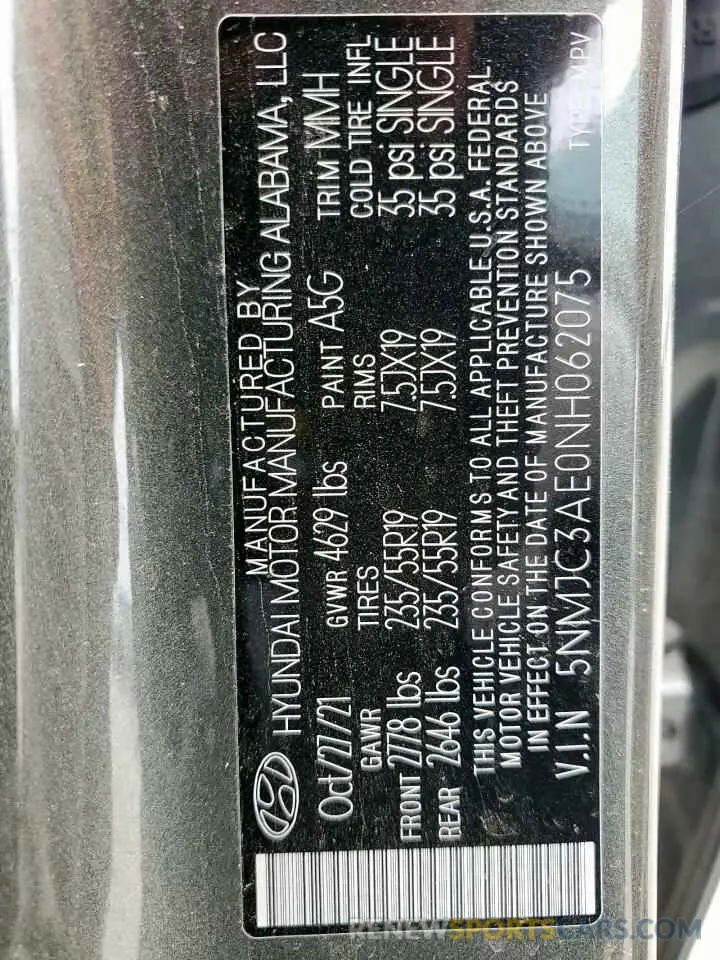 MANUFACTURED BY
HYUNDAI MOTOR MANUFACTURING ALABAMA, LLC
Oct/27/21 GVWR 4629 lbs PAINT A5G TRIM MMH
GAWR TIRES RIMS COLD TIRE INFL
FRONT 2778 lbs 235/55R19 7.5JX19 35 psi SINGLE
REAR 2646 lbs 235/55R19 7.5JX19 35 psi SINGLE
THIS VEHICLE CONFORMS TO ALL APPLICABLE U.S.A. FEDERAL
MOTOR VEHICLE SAFETY AND THEFT PREVENTION STANDARDS
IN EFFECT ON THE DATE OF MANUFACTURE SHOWN ABOVE
V.I.N 5NMJC3AE0NH062075 TYPE: MPV
RENEWSPORTSCARS.COM